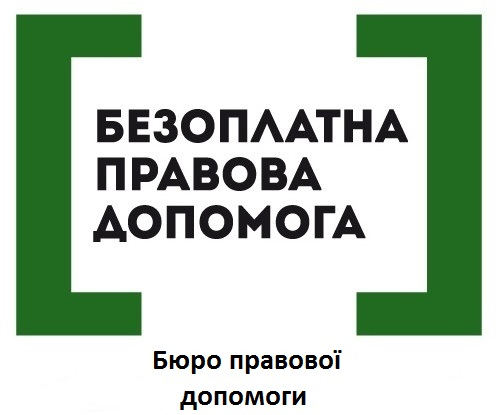 БЕЗОПЛАТНА
ПРАВОВА
ДОПОМОГА
Бюро правової
допомоги